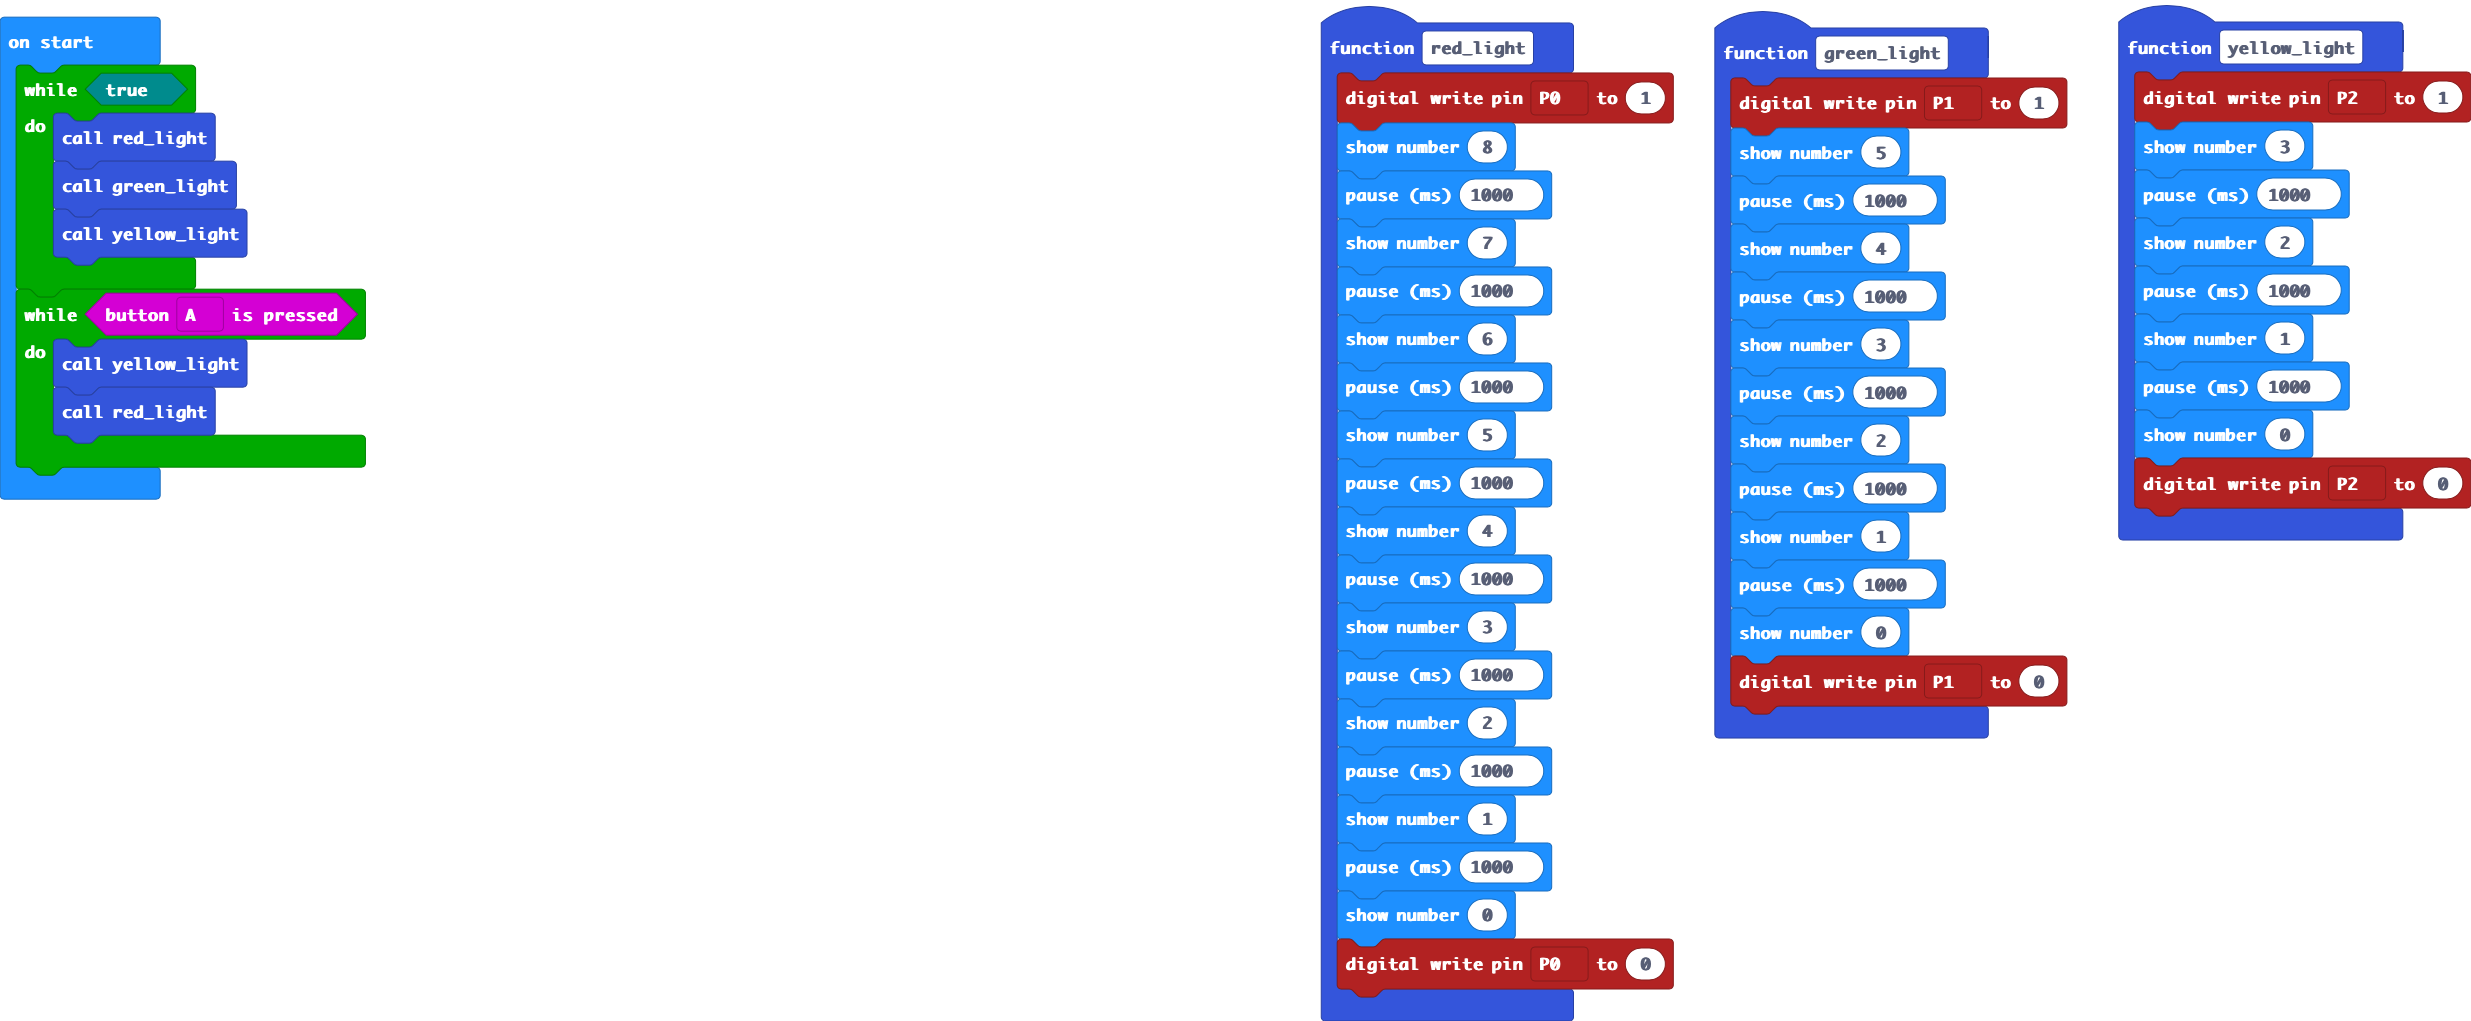 on start
while true
do
call red_light
call green_light
call yellow_light
while button A is pressed
do
call yellow_light
call red_light
function red_light
digital write pin P0 to 1
show number 8
pause (ms) 1000
show number 7
pause (ms) 1000
show number 6
pause (ms) 1000
show number 5
pause (ms) 1000
show number 4
pause (ms) 1000
show number 3
pause (ms) 1000
show number 2
pause (ms) 1000
show number 1
pause (ms) 1000
show number 0
digital write pin P0 to 0
function green_light
digital write pin P1 to 1
show number 5
pause (ms) 1000
show number 4
pause (ms) 1000
show number 3
pause (ms) 1000
show number 2
pause (ms) 1000
show number 1
pause (ms) 1000
show number 0
digital write pin P1 to 0
function yellow_light
digital write pin P2 to 1
show number 3
pause (ms) 1000
show number 2
pause (ms) 1000
show number 1
pause (ms) 1000
show number 0
digital write pin P2 to 0